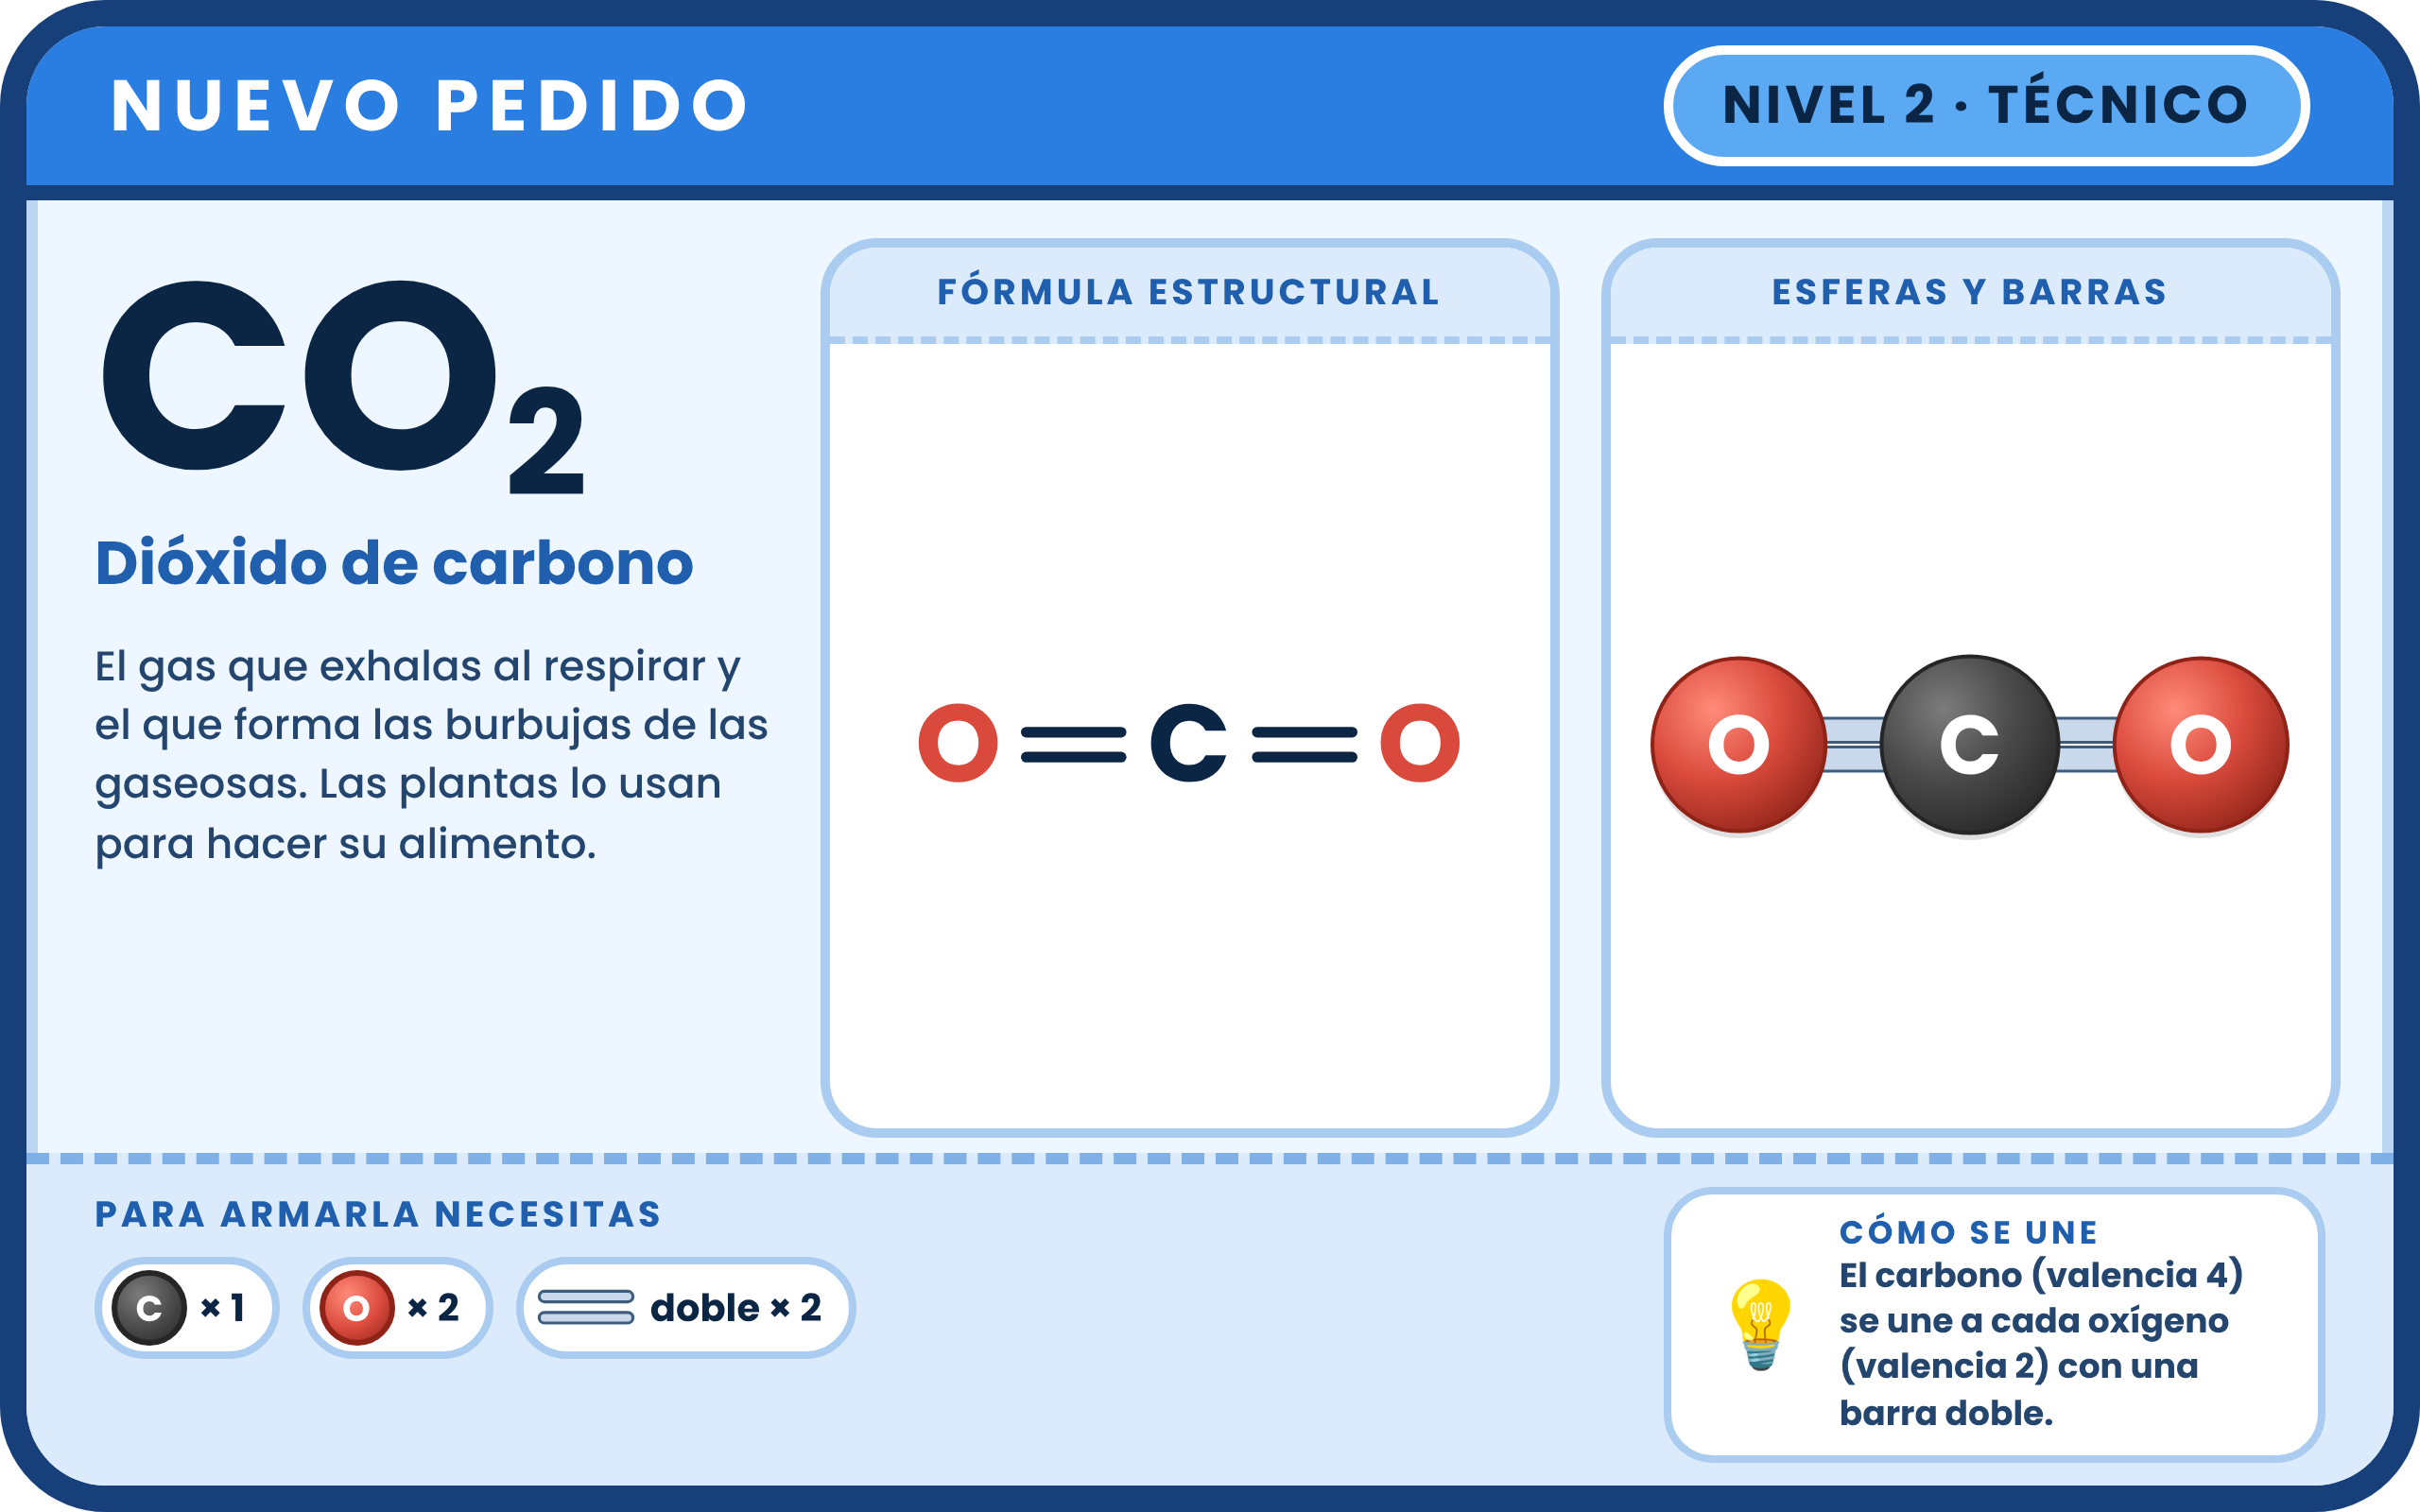 NUEVO PEDIDO
NIVEL 2 · TÉCNICO
CO₂
Dióxido de carbono
El gas que exhalas al respirar y
el que forma las burbujas de las
gaseosas. Las plantas lo usan
para hacer su alimento.
FÓRMULA ESTRUCTURAL
O = C = O
ESFERAS Y BARRAS
O C O
PARA ARMARLA NECESITAS
C × 1
O × 2
doble × 2
CÓMO SE UNE
El carbono (valencia 4)
se une a cada oxígeno
(valencia 2) con una
barra doble.